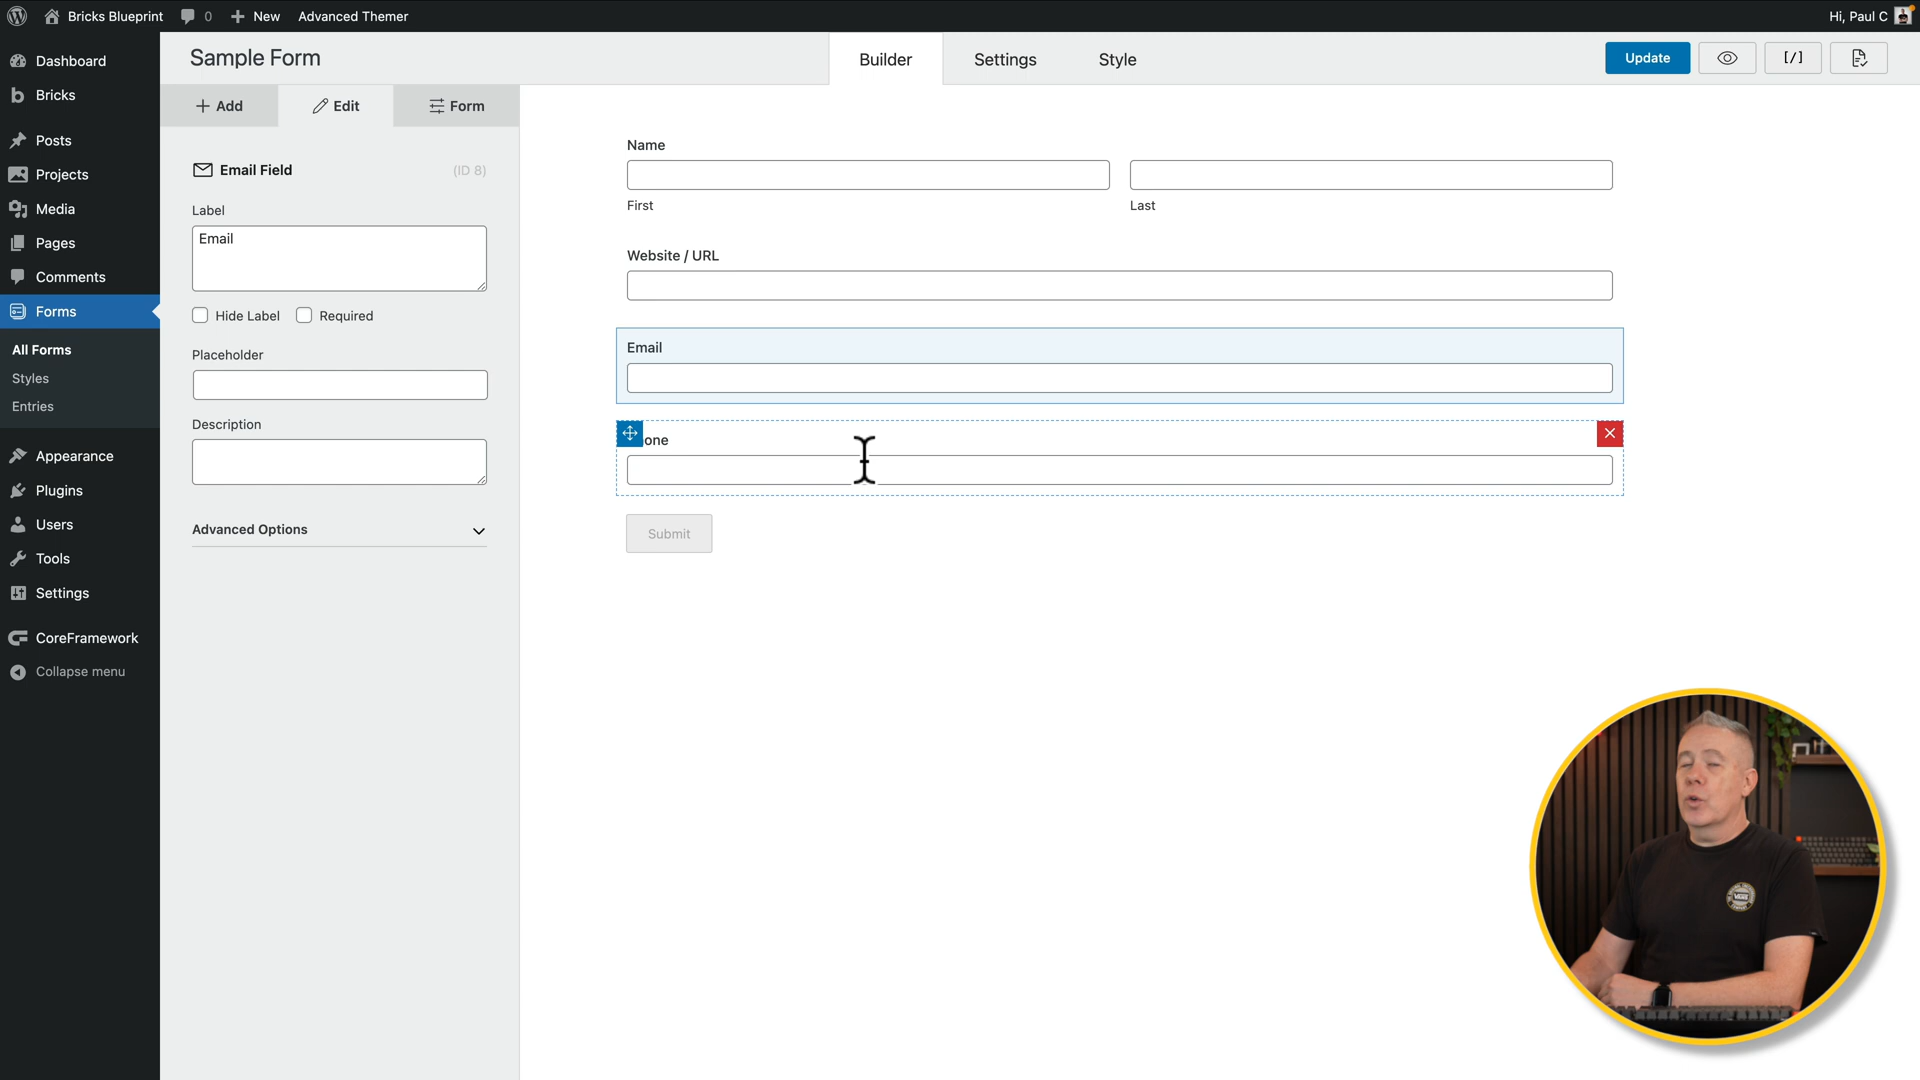 Bricks Blueprint
0
New
Advanced Themer
Hi, Paul C
Dashboard
Bricks
Posts
Projects
Media
Pages
Comments
Forms
All Forms
Styles
Entries
Appearance
Plugins
Users
Tools
Settings
CoreFramework
Collapse menu
Sample Form
Builder
Settings
Style
Update
[/]
Add
Edit
Form
Email Field
(ID 8)
Label
Email
Hide Label
Required
Placeholder
Description
Advanced Options
Name
First
Last
Website / URL
Email
one
Submit